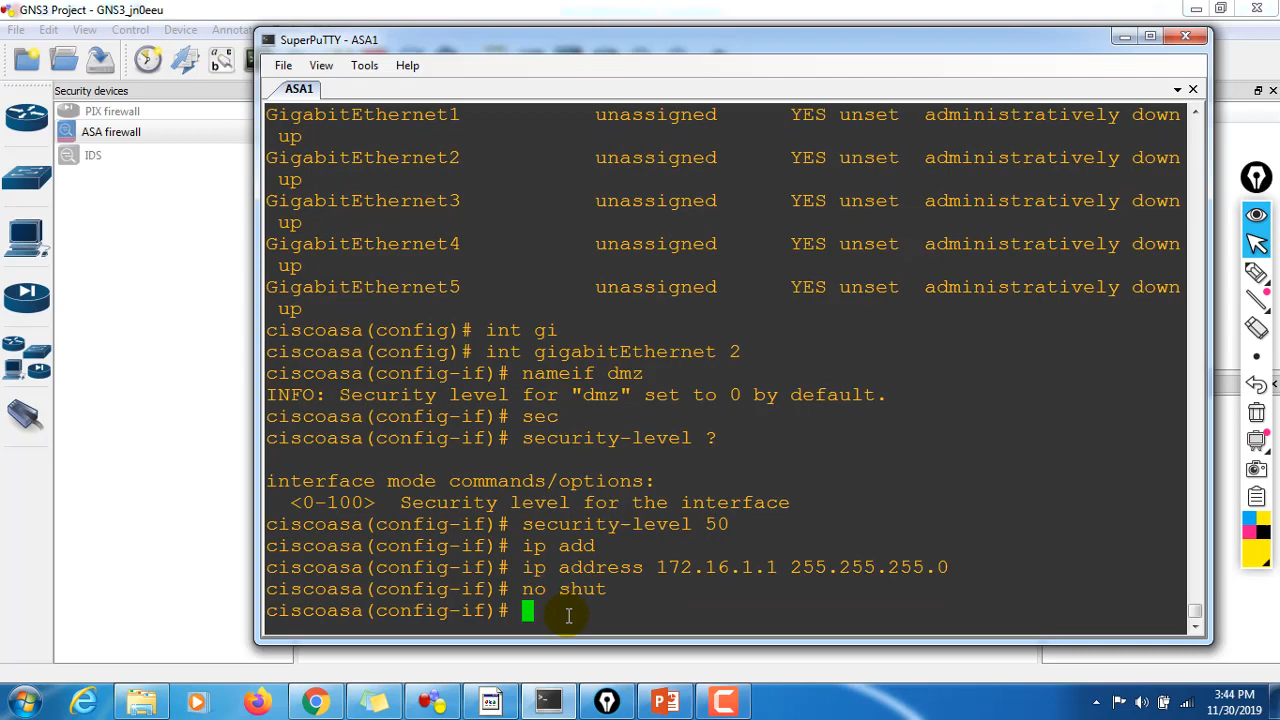 GNS3 Project - GNS3_jn0eeu
File Edit View Control Device Annota
Security devices
PIX firewall
ASA firewall
IDS
SuperPuTTY - ASA1
File View Tools Help
ASA1
GigabitEthernet1 unassigned YES unset administratively down
up
GigabitEthernet2 unassigned YES unset administratively down
up
GigabitEthernet3 unassigned YES unset administratively down
up
GigabitEthernet4 unassigned YES unset administratively down
up
GigabitEthernet5 unassigned YES unset administratively down
up
ciscoasa(config)# int gi
ciscoasa(config)# int gigabitEthernet 2
ciscoasa(config-if)# nameif dmz
INFO: Security level for "dmz" set to 0 by default.
ciscoasa(config-if)# sec
ciscoasa(config-if)# security-level ?
interface mode commands/options:
<0-100> Security level for the interface
ciscoasa(config-if)# security-level 50
ciscoasa(config-if)# ip add
ciscoasa(config-if)# ip address 172.16.1.1 255.255.255.0
ciscoasa(config-if)# no shut
ciscoasa(config-if)#
3:44 PM
11/30/2019